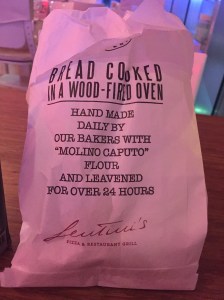 BREAD COOKED
IN A WOOD-FIRED OVEN
HAND MADE
DAILY BY
OUR BAKERS WITH
"MOLINO CAPUTO"
FLOUR
AND LEAVENED
FOR OVER 24 HOURS
Lentini's
PIZZA & RESTAURANT GRILL